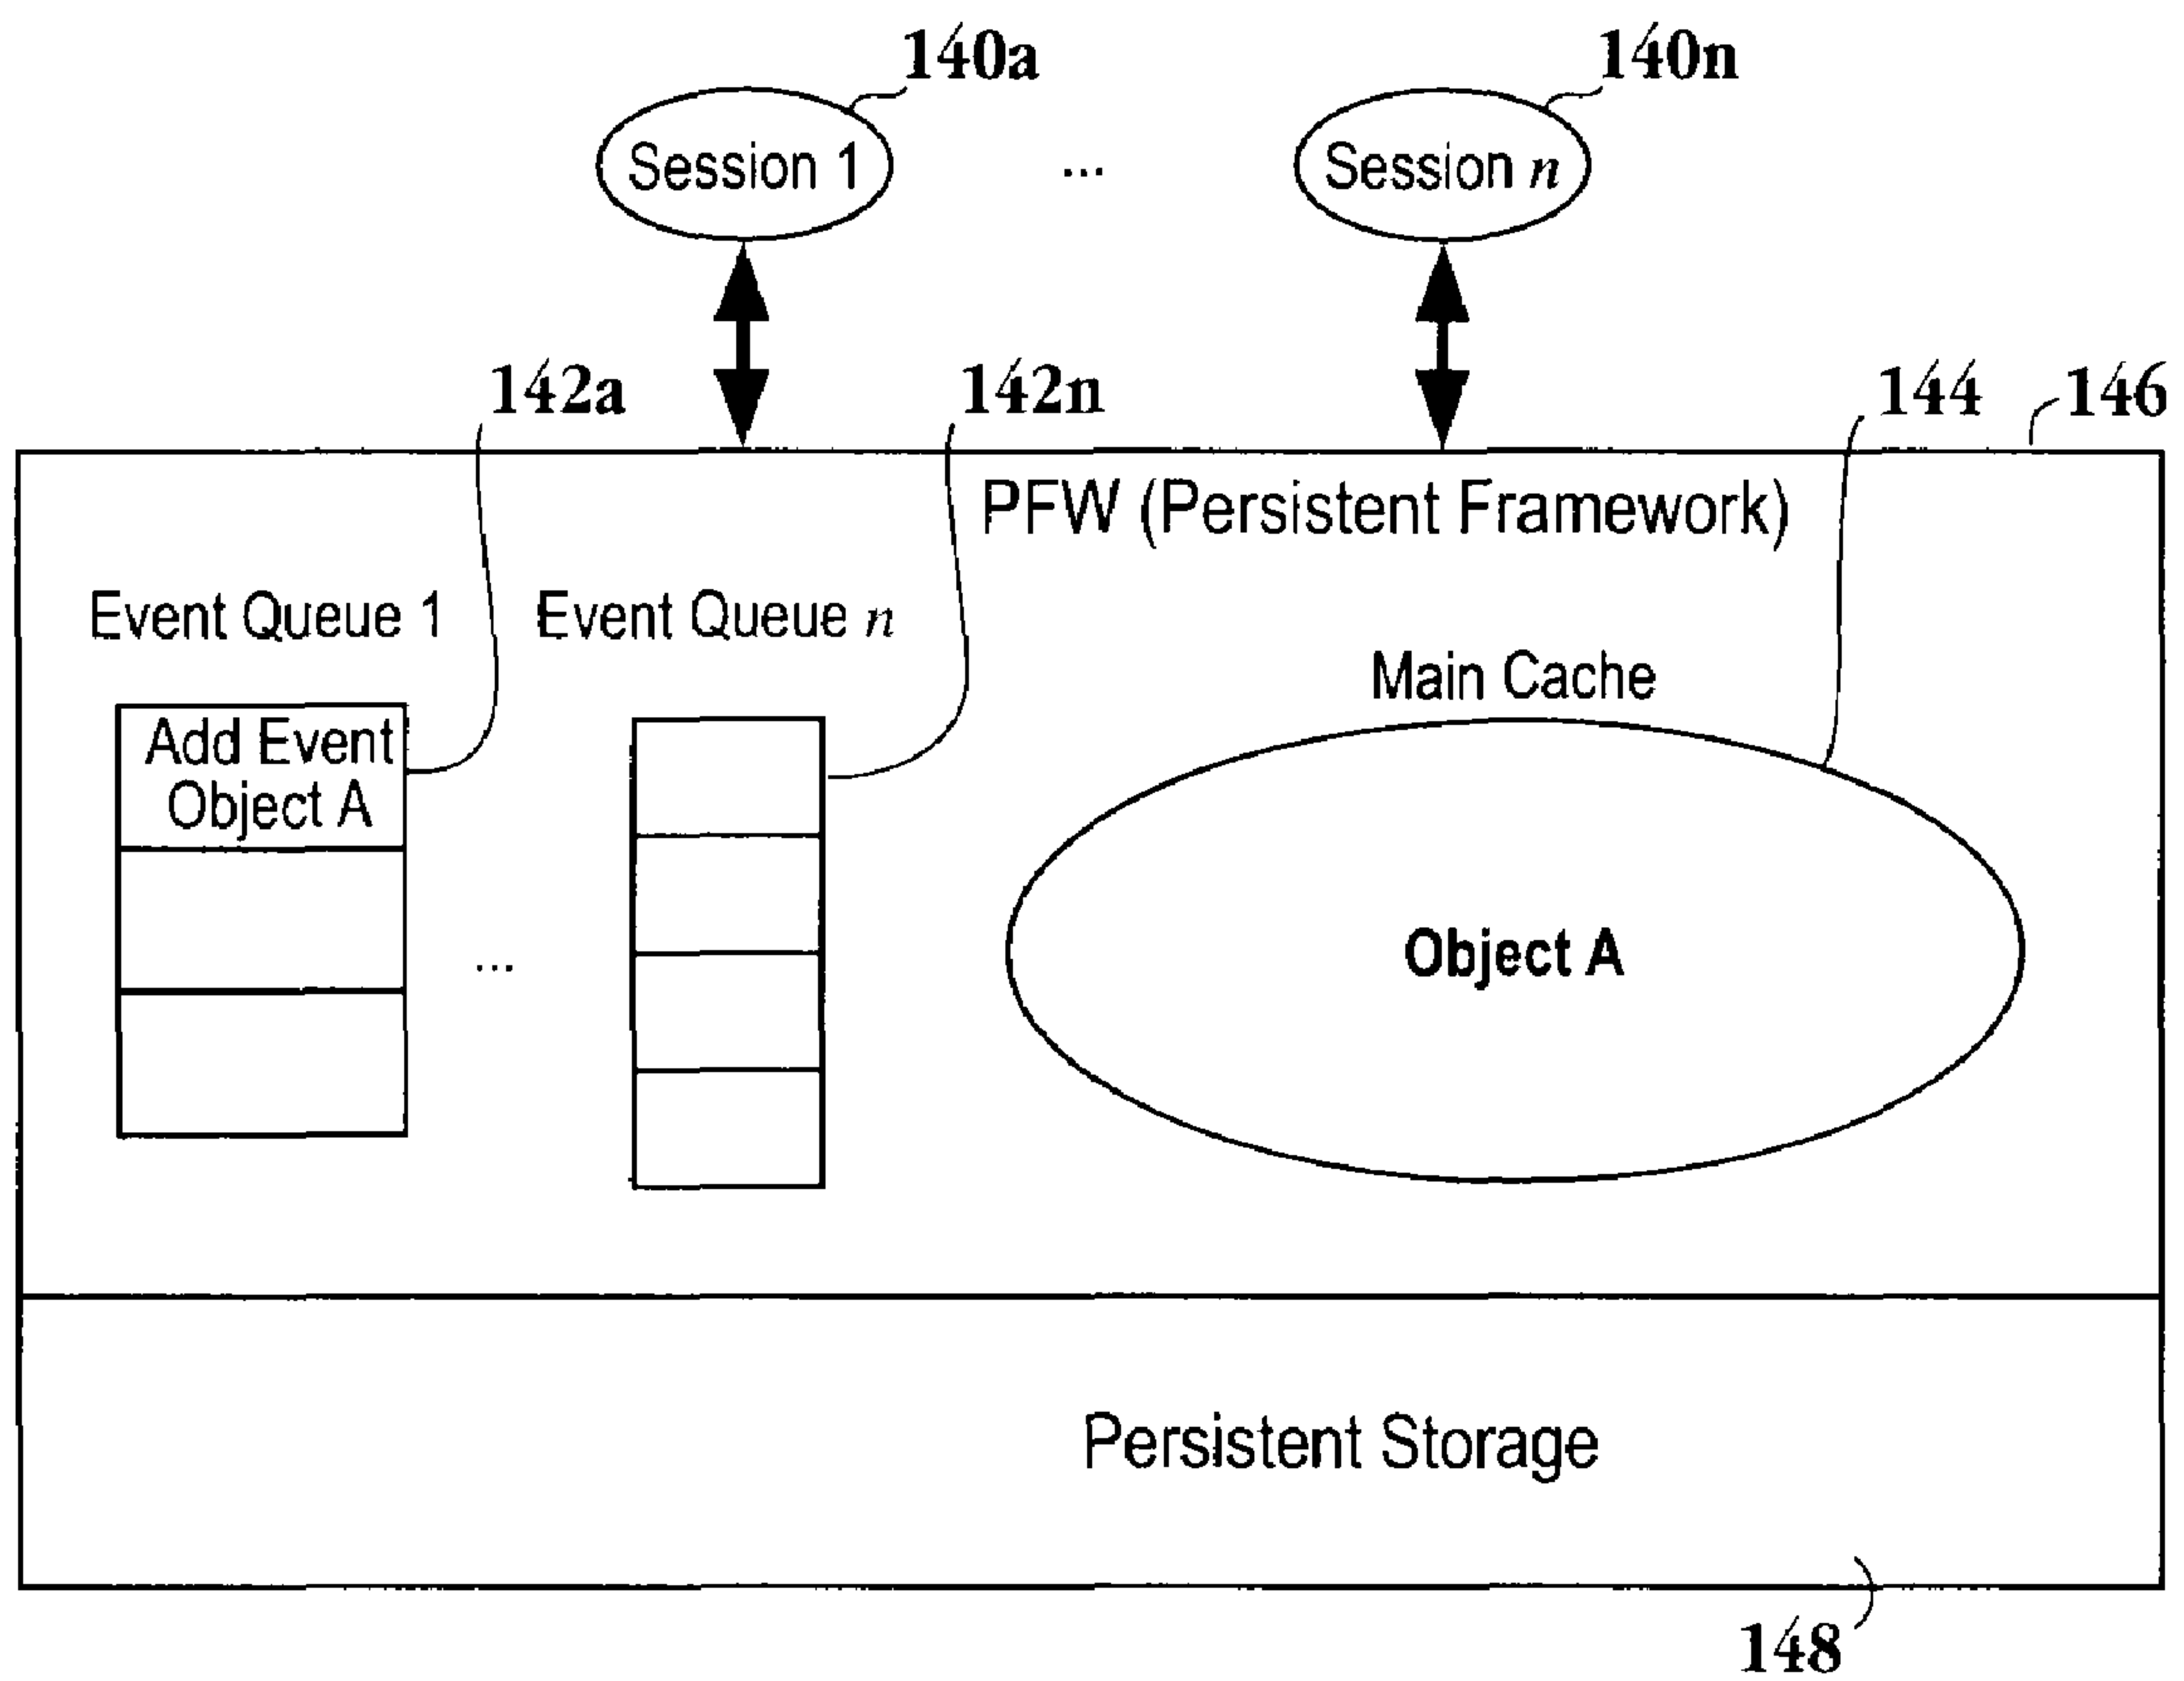 140a
140n
Session 1
...
Session n
142a
142n
144
146
PFW (Persistent Framework)
Event Queue 1
Event Queue n
Main Cache
Add Event
Object A
...
Object A
Persistent Storage
148